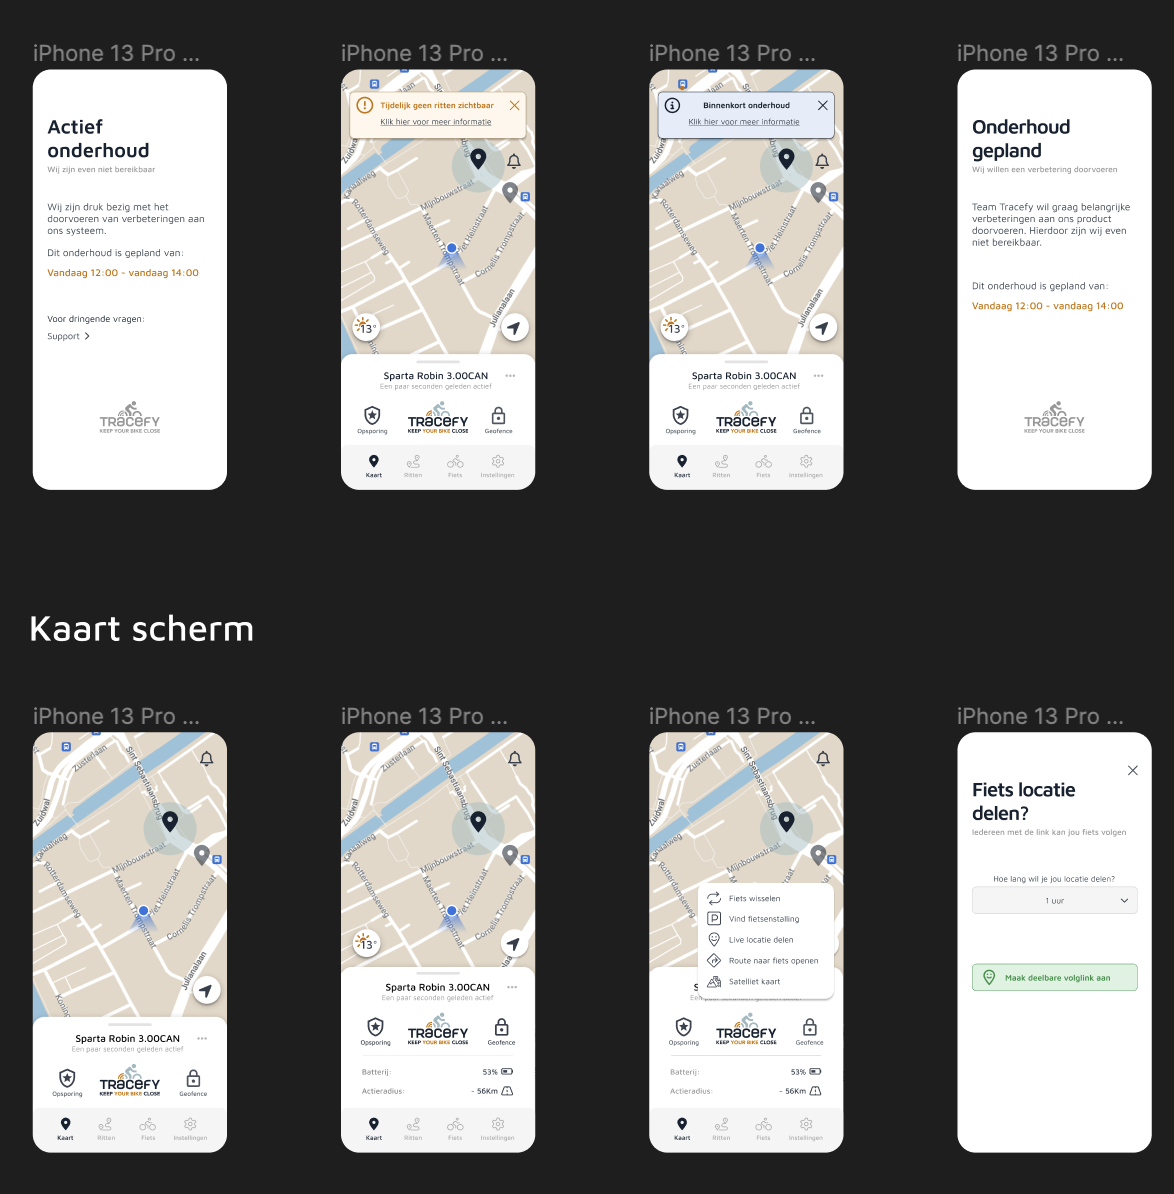 iPhone 13 Pro ...
Actief
onderhoud
Wij zijn even niet bereikbaar
Wij zijn druk bezig met het
doorvoeren van verbeteringen aan
ons systeem.
Dit onderhoud is gepland van:
Vandaag 12:00 - vandaag 14:00
Voor dringende vragen:
Support
TRACEFY
KEEP YOUR BIKE CLOSE
iPhone 13 Pro ...
Tijdelijk geen ritten zichtbaar
Klik hier voor meer informatie
Zuidwal
Kanaalweg
Mijnbouwstraat
Rotterdamseweg
Maerten Trompstraat
Piet Heinstraat
Cornelis Trompstraat
Julianalaan
13°
Sparta Robin 3.00CAN
Een paar seconden geleden actief
Opsporing
TRACEFY
KEEP YOUR BIKE CLOSE
Geofence
Kaart
Ritten
Fiets
Instellingen
iPhone 13 Pro ...
Binnenkort onderhoud
Klik hier voor meer informatie
Zuidwal
Kanaalweg
Mijnbouwstraat
Rotterdamseweg
Maerten Trompstraat
Piet Heinstraat
Cornelis Trompstraat
Julianalaan
13°
Sparta Robin 3.00CAN
Een paar seconden geleden actief
Opsporing
TRACEFY
KEEP YOUR BIKE CLOSE
Geofence
Kaart
Ritten
Fiets
Instellingen
iPhone 13 Pro ...
Onderhoud
gepland
Wij willen een verbetering doorvoeren
Team Tracefy wil graag belangrijke
verbeteringen aan ons product
doorvoeren. Hierdoor zijn wij even
niet bereikbaar.
Dit onderhoud is gepland van:
Vandaag 12:00 - vandaag 14:00
TRACEFY
KEEP YOUR BIKE CLOSE
Kaart scherm
iPhone 13 Pro ...
Zusterlaan
Sint Sebastiaansbrug
Zuidwal
Kanaalweg
Mijnbouwstraat
Rotterdamseweg
Maerten Trompstraat
Piet Heinstraat
Cornelis Trompstraat
Julianalaan
Sparta Robin 3.00CAN
Een paar seconden geleden actief
Opsporing
TRACEFY
KEEP YOUR BIKE CLOSE
Geofence
Kaart
Ritten
Fiets
Instellingen
iPhone 13 Pro ...
Zusterlaan
Sint Sebastiaansbrug
Zuidwal
Kanaalweg
Mijnbouwstraat
Rotterdamseweg
Maerten Trompstraat
Piet Heinstraat
Cornelis Trompstraat
13°
Sparta Robin 3.00CAN
Een paar seconden geleden actief
Opsporing
TRACEFY
KEEP YOUR BIKE CLOSE
Geofence
Batterij: 53%
Actieradius: - 56Km
Kaart
Ritten
Fiets
Instellingen
iPhone 13 Pro ...
Zusterlaan
Sint Sebastiaansbrug
Zuidwal
Kanaalweg
Mijnbouwstraat
Rotterdamseweg
Fiets wisselen
Vind fietsenstalling
Live locatie delen
Route naar fiets openen
Satelliet kaart
Opsporing
TRACEFY
KEEP YOUR BIKE CLOSE
Geofence
Batterij: 53%
Actieradius: - 56Km
Kaart
Ritten
Fiets
Instellingen
iPhone 13 Pro ...
Fiets locatie
delen?
Iedereen met de link kan jou fiets volgen
Hoe lang wil je jou locatie delen?
1 uur
Maak deelbare volglink aan